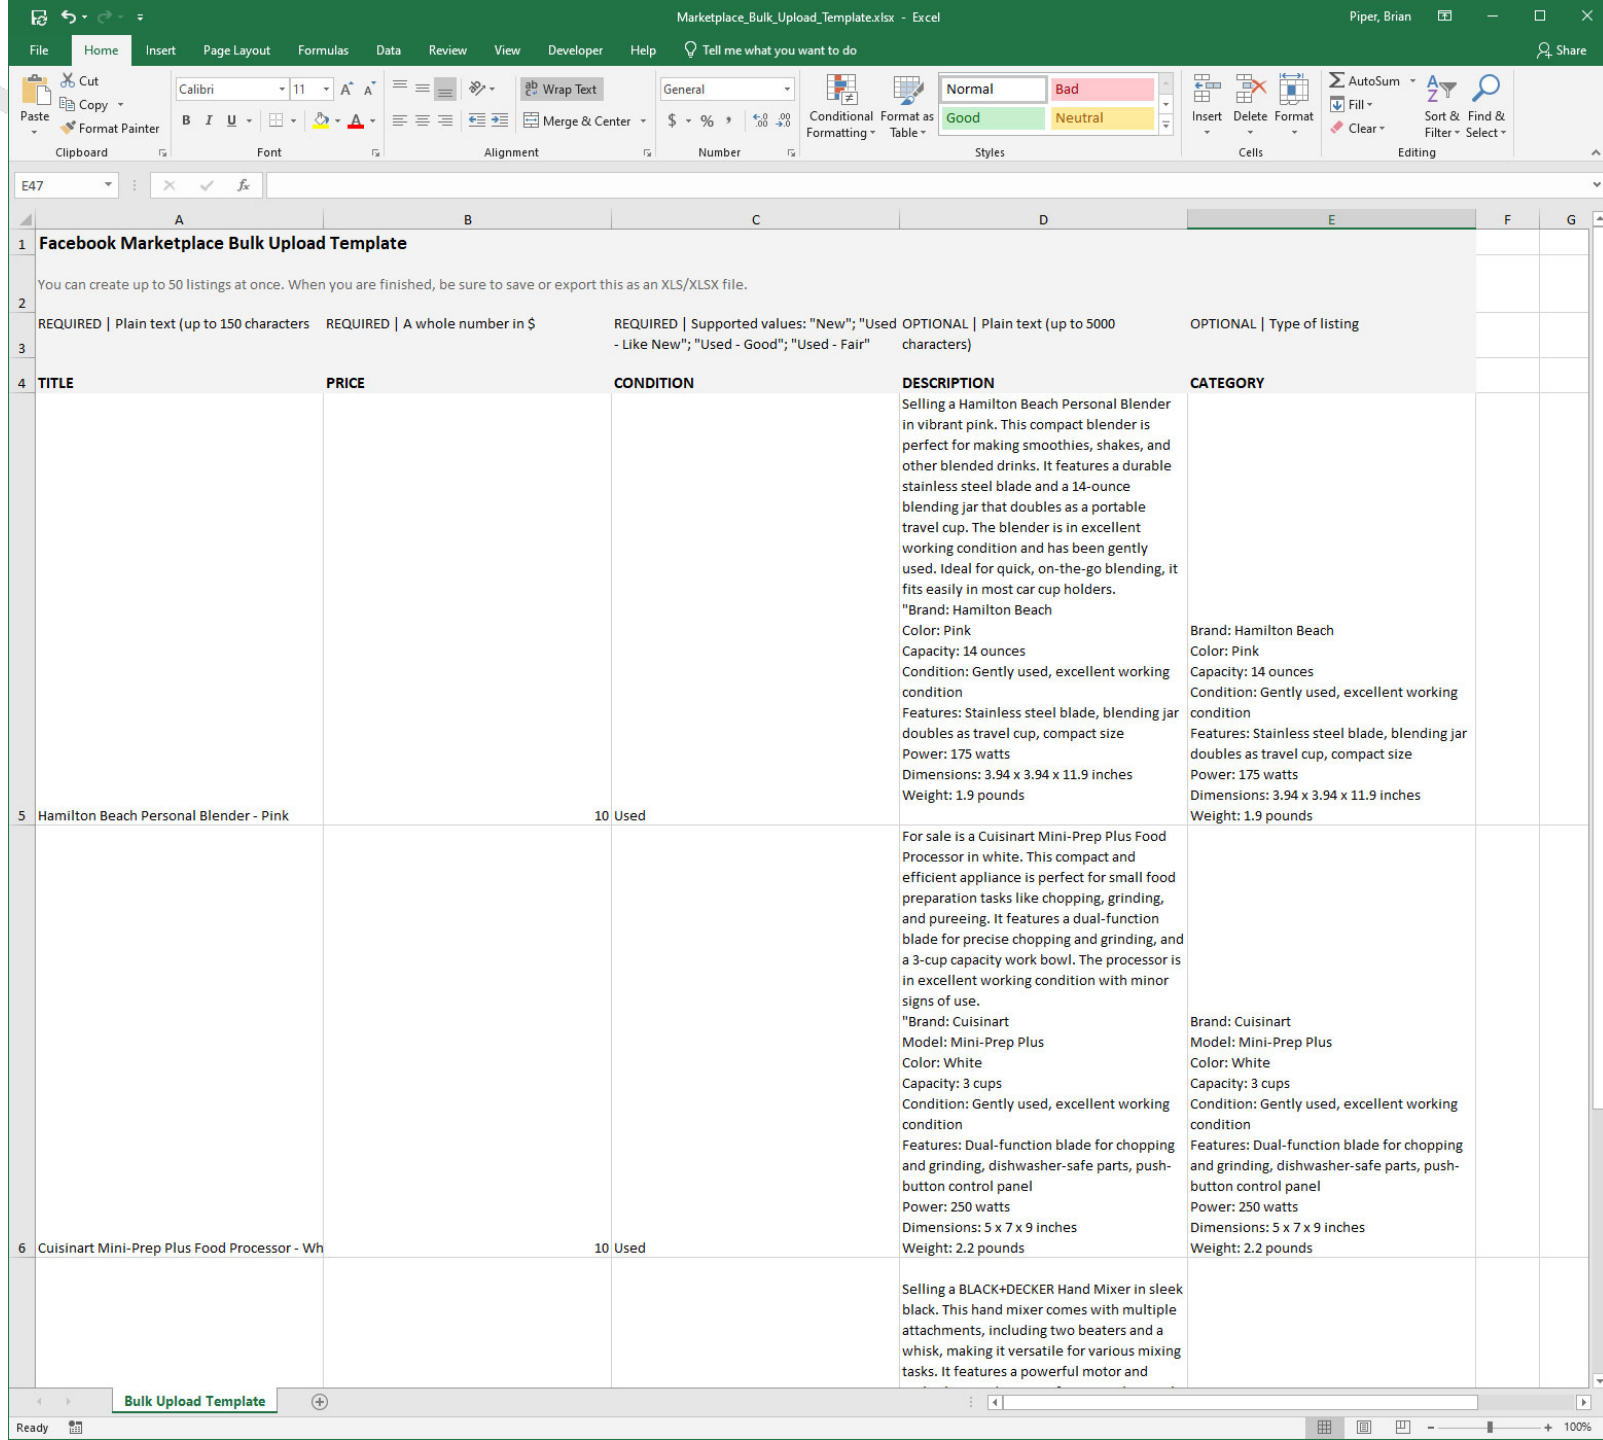 Marketplace_Bulk_Upload_Template.xlsx - Excel
Piper, Brian
File Home Insert Page Layout Formulas Data Review View Developer Help Tell me what you want to do Share
Paste
Cut
Copy
Format Painter
Clipboard
Calibri 11
B I U
Font
Wrap Text
Merge & Center
Alignment
General
$ % ,
Number
Conditional Formatting
Format as Table
Normal Bad
Good Neutral
Styles
Insert Delete Format
Cells
AutoSum
Fill
Clear
Sort & Filter
Find & Select
Editing
E47
fx
A B C D E F G
1 Facebook Marketplace Bulk Upload Template
2 You can create up to 50 listings at once. When you are finished, be sure to save or export this as an XLS/XLSX file.
3
REQUIRED | Plain text (up to 150 characters
REQUIRED | A whole number in $
REQUIRED | Supported values: "New"; "Used
- Like New"; "Used - Good"; "Used - Fair"
OPTIONAL | Plain text (up to 5000
characters)
OPTIONAL | Type of listing
4 TITLE PRICE CONDITION DESCRIPTION CATEGORY
5 Hamilton Beach Personal Blender - Pink
10 Used
Selling a Hamilton Beach Personal Blender
in vibrant pink. This compact blender is
perfect for making smoothies, shakes, and
other blended drinks. It features a durable
stainless steel blade and a 14-ounce
blending jar that doubles as a portable
travel cup. The blender is in excellent
working condition and has been gently
used. Ideal for quick, on-the-go blending, it
fits easily in most car cup holders.
"Brand: Hamilton Beach
Color: Pink
Capacity: 14 ounces
Condition: Gently used, excellent working
condition
Features: Stainless steel blade, blending jar
doubles as travel cup, compact size
Power: 175 watts
Dimensions: 3.94 x 3.94 x 11.9 inches
Weight: 1.9 pounds
Brand: Hamilton Beach
Color: Pink
Capacity: 14 ounces
Condition: Gently used, excellent working
condition
Features: Stainless steel blade, blending jar
doubles as travel cup, compact size
Power: 175 watts
Dimensions: 3.94 x 3.94 x 11.9 inches
Weight: 1.9 pounds
6 Cuisinart Mini-Prep Plus Food Processor - Wh
10 Used
For sale is a Cuisinart Mini-Prep Plus Food
Processor in white. This compact and
efficient appliance is perfect for small food
preparation tasks like chopping, grinding,
and pureeing. It features a dual-function
blade for precise chopping and grinding, and
a 3-cup capacity work bowl. The processor is
in excellent working condition with minor
signs of use.
"Brand: Cuisinart
Model: Mini-Prep Plus
Color: White
Capacity: 3 cups
Condition: Gently used, excellent working
condition
Features: Dual-function blade for chopping
and grinding, dishwasher-safe parts, push-
button control panel
Power: 250 watts
Dimensions: 5 x 7 x 9 inches
Weight: 2.2 pounds
Brand: Cuisinart
Model: Mini-Prep Plus
Color: White
Capacity: 3 cups
Condition: Gently used, excellent working
condition
Features: Dual-function blade for chopping
and grinding, dishwasher-safe parts, push-
button control panel
Power: 250 watts
Dimensions: 5 x 7 x 9 inches
Weight: 2.2 pounds
Selling a BLACK+DECKER Hand Mixer in sleek
black. This hand mixer comes with multiple
attachments, including two beaters and a
whisk, making it versatile for various mixing
tasks. It features a powerful motor and
Bulk Upload Template
Ready
100%